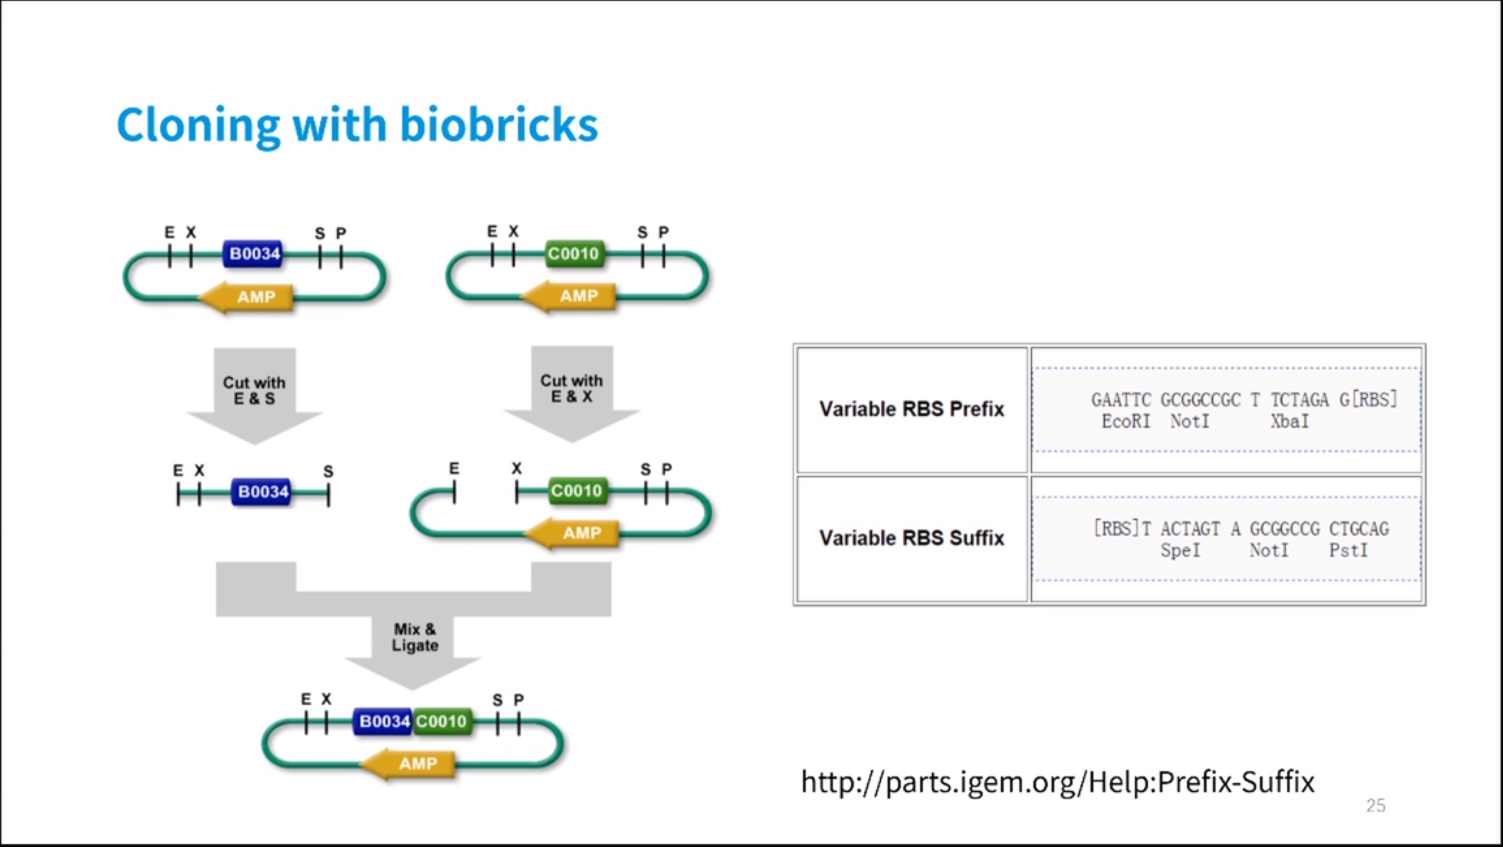 Cloning with biobricks
E X S P
B0034
AMP
E X S P
C0010
AMP
Cut with
E & S
Cut with
E & X
E X S
B0034
E X S P
C0010
AMP
Mix &
Ligate
E X S P
B0034 C0010
AMP
Variable RBS Prefix
GAATTC GCGGCCGC T TCTAGA G[RBS]
EcoRI NotI XbaI
Variable RBS Suffix
[RBS]T ACTAGT A GCGGCCG CTGCAG
SpeI NotI PstI
http://parts.igem.org/Help:Prefix-Suffix
25